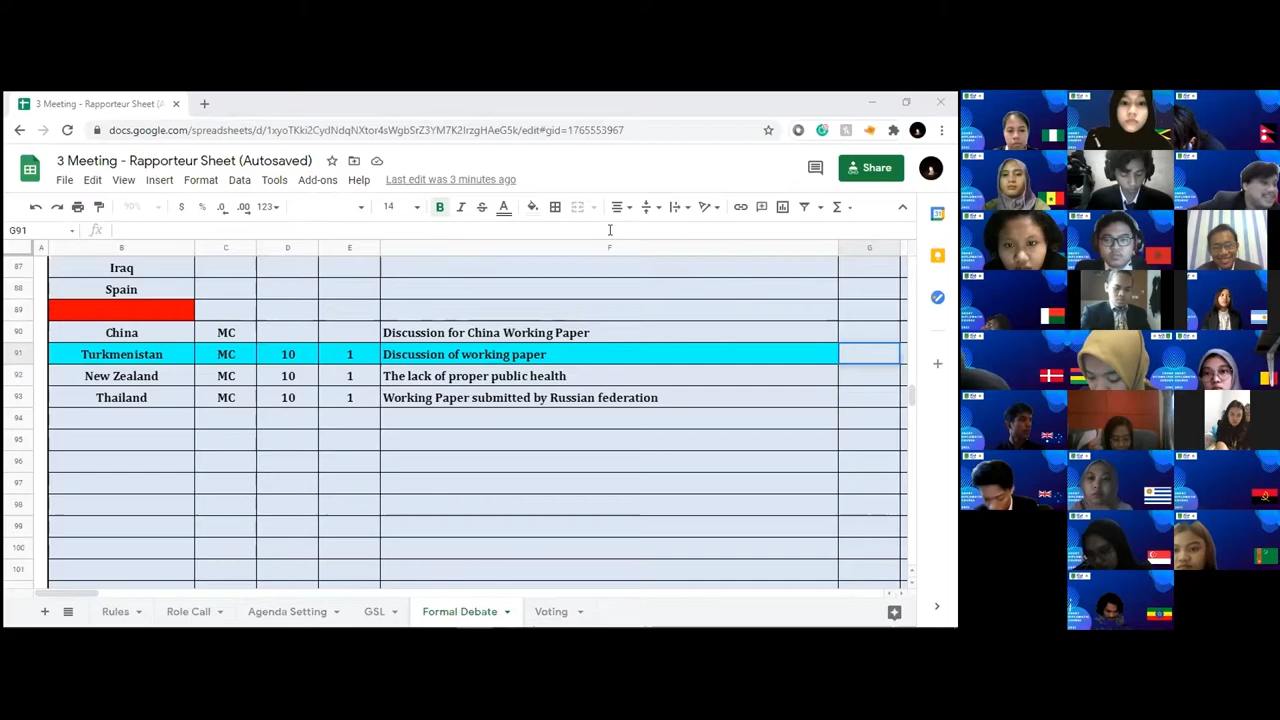 3 Meeting - Rapporteur Sheet (A
docs.google.com/spreadsheets/d/1xyoTKki2CydNdqNXtor4sWgbSrZ3YM7K2IrzgHAeG5k/edit#gid=1765553967
3 Meeting - Rapporteur Sheet (Autosaved)
File Edit View Insert Format Data Tools Add-ons Help Last edit was 3 minutes ago
Share
90% $ % .0 .00 14 B I S A
G91 fx
A B C D E F G
87 Iraq
88 Spain
89
90 China MC Discussion for China Working Paper
91 Turkmenistan MC 10 1 Discussion of working paper
92 New Zealand MC 10 1 The lack of proper public health
93 Thailand MC 10 1 Working Paper submitted by Russian federation
94
95
96
97
98
99
100
101
Rules Role Call Agenda Setting GSL Formal Debate Voting